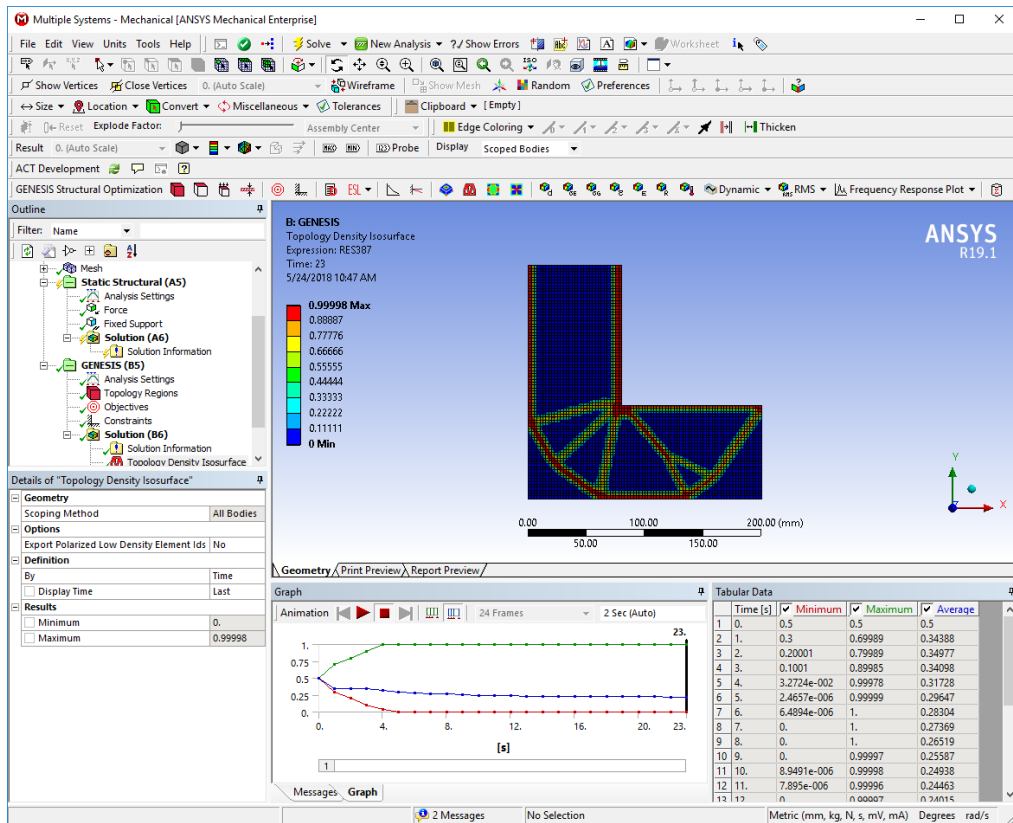 Multiple Systems - Mechanical [ANSYS Mechanical Enterprise]
File Edit View Units Tools Help Solve New Analysis ?/ Show Errors Worksheet
Show Vertices Close Vertices 0. (Auto Scale) Wireframe Show Mesh Random Preferences
Size Location Convert Miscellaneous Tolerances Clipboard [Empty]
Reset Explode Factor: Assembly Center Edge Coloring Thicken
Result 0. (Auto Scale) Probe Display Scoped Bodies
ACT Development
GENESIS Structural Optimization ESL Dynamic RMS Frequency Response Plot
Outline
Filter: Name
Mesh
Static Structural (A5)
Analysis Settings
Force
Fixed Support
Solution (A6)
Solution Information
GENESIS (B5)
Analysis Settings
Topology Regions
Objectives
Constraints
Solution (B6)
Solution Information
Topology Density Isosurface
Details of "Topology Density Isosurface"
Geometry
Scoping Method All Bodies
Options
Export Polarized Low Density Element Ids No
Definition
By Time
Display Time Last
Results
Minimum 0.
Maximum 0.99998
B: GENESIS
Topology Density Isosurface
Expression: RES387
Time: 23
5/24/2018 10:47 AM
0.99998 Max
0.88887
0.77776
0.66666
0.55555
0.44444
0.33333
0.22222
0.11111
0 Min
ANSYS
R19.1
Y
X
0.00 100.00 200.00 (mm)
50.00 150.00
Geometry Print Preview Report Preview
Graph
Animation 24 Frames 2 Sec (Auto)
23.
1.
0.75
0.5
0.25
0.
0. 4. 8. 12. 16. 20. 23.
[s]
1
Messages Graph
Tabular Data
Time [s] Minimum Maximum Average
1 0. 0.5 0.5 0.5
2 1. 0.3 0.69989 0.34388
3 2. 0.20001 0.79989 0.34977
4 3. 0.1001 0.89985 0.34098
5 4. 3.2724e-002 0.99978 0.31728
6 5. 2.4657e-006 0.99999 0.29647
7 6. 6.4894e-006 1. 0.28304
8 7. 0. 1. 0.27369
9 8. 0. 1. 0.26519
10 9. 0. 0.99997 0.25587
11 10. 8.9491e-006 0.99998 0.24938
12 11. 7.895e-006 0.99996 0.24463
13 12. 0. 0.99997 0.24015
2 Messages No Selection Metric (mm, kg, N, s, mV, mA) Degrees rad/s